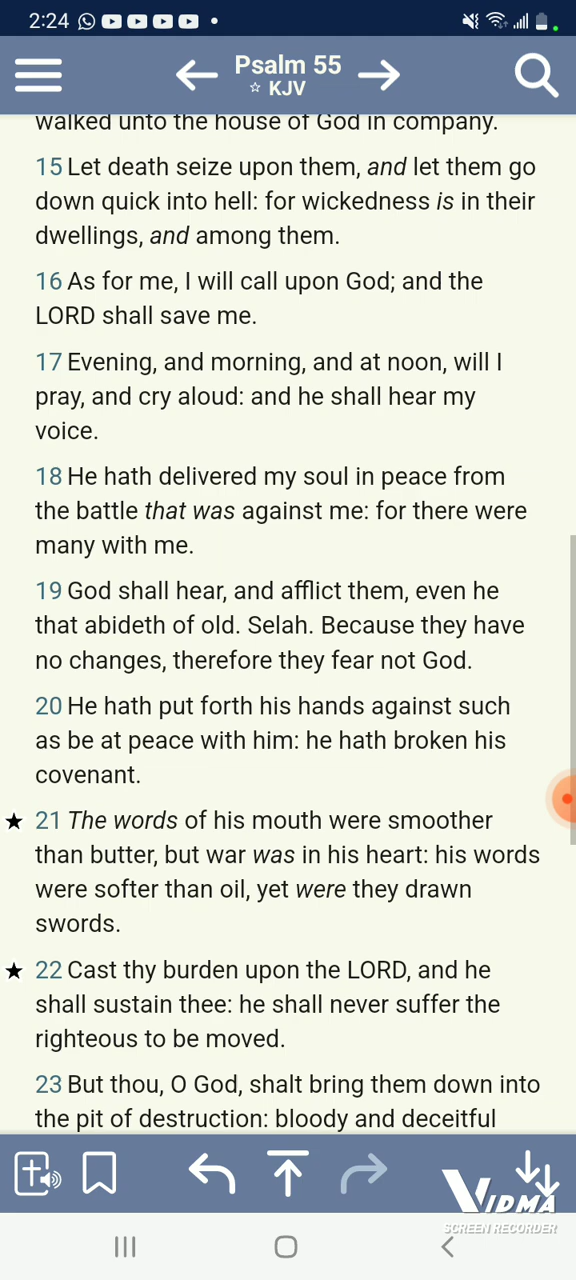 2:24
Psalm 55
☆ KJV
walked unto the house of God in company.
15 Let death seize upon them, and let them go
down quick into hell: for wickedness is in their
dwellings, and among them.
16 As for me, I will call upon God; and the
LORD shall save me.
17 Evening, and morning, and at noon, will I
pray, and cry aloud: and he shall hear my
voice.
18 He hath delivered my soul in peace from
the battle that was against me: for there were
many with me.
19 God shall hear, and afflict them, even he
that abideth of old. Selah. Because they have
no changes, therefore they fear not God.
20 He hath put forth his hands against such
as be at peace with him: he hath broken his
covenant.
★ 21 The words of his mouth were smoother
than butter, but war was in his heart: his words
were softer than oil, yet were they drawn
swords.
★ 22 Cast thy burden upon the LORD, and he
shall sustain thee: he shall never suffer the
righteous to be moved.
23 But thou, O God, shalt bring them down into
the pit of destruction: bloody and deceitful
VIDMA
SCREEN RECORDER